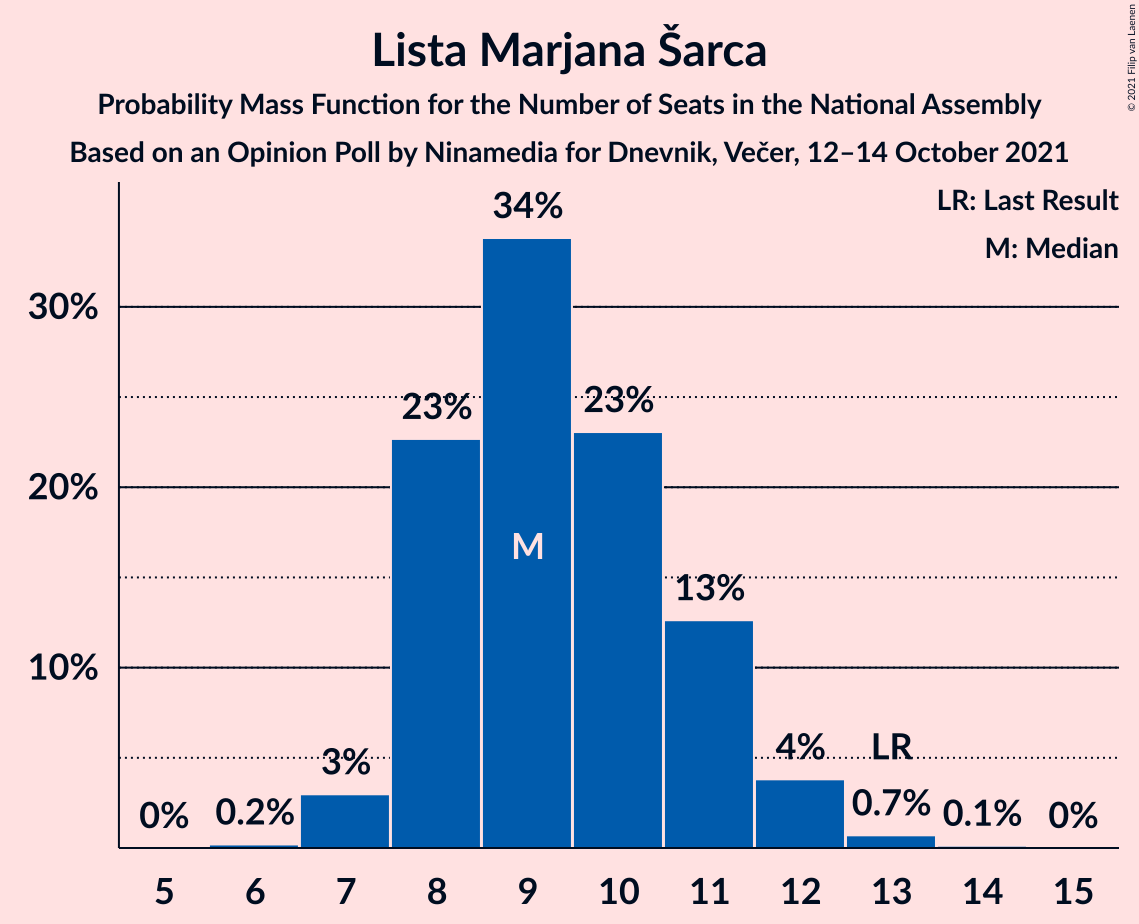 Lista Marjana Šarca
Probability Mass Function for the Number of Seats in the National Assembly
Based on an Opinion Poll by Ninamedia for Dnevnik, Večer, 12–14 October 2021
© 2021 Filip van Laenen
LR: Last Result
M: Median
30%
20%
10%
0%
0.2%
3%
23%
34%
M
23%
13%
4%
LR
0.7%
0.1%
0%
5 6 7 8 9 10 11 12 13 14 15